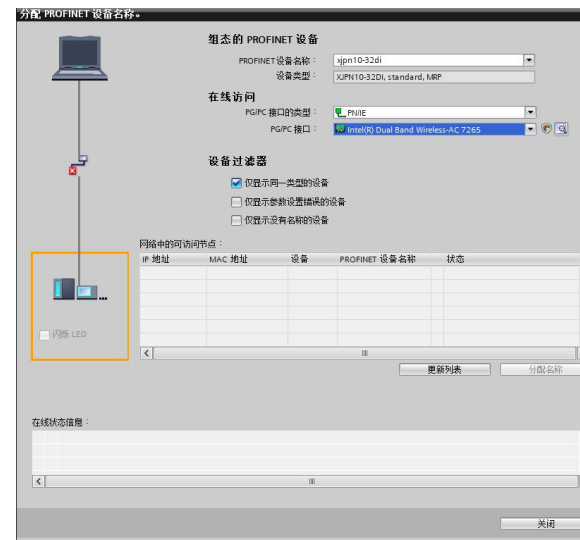 分配 PROFINET 设备名称。
组态的 PROFINET 设备
PROFINET设备名称：
xjpn10-32di
设备类型：
XJPN10-32DI, standard, MRP
在线访问
PG/PC 接口的类型：
PN/IE
PG/PC 接口：
Intel(R) Dual Band Wireless-AC 7265
设备过滤器
仅显示同一类型的设备
仅显示参数设置错误的设备
仅显示没有名称的设备
网络中的可访问节点：
IP 地址 MAC 地址 设备 PROFINET 设备名称 状态
闪烁 LED
更新列表 分配名称
在线状态信息：
关闭